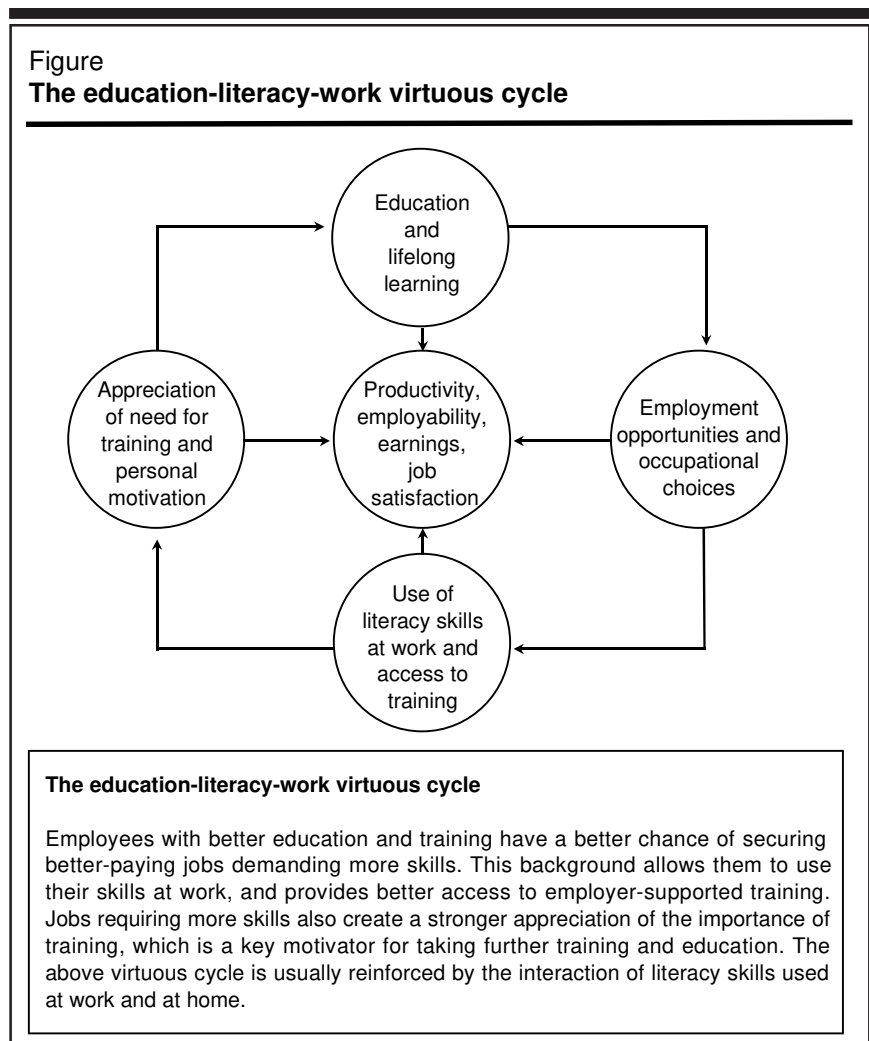 Figure
The education-literacy-work virtuous cycle
Education
and
lifelong
learning
Appreciation
of need for
training and
personal
motivation
Productivity,
employability,
earnings,
job
satisfaction
Employment
opportunities and
occupational
choices
Use of
literacy skills
at work and
access to
training
The education-literacy-work virtuous cycle
Employees with better education and training have a better chance of securing
better-paying jobs demanding more skills. This background allows them to use
their skills at work, and provides better access to employer-supported training.
Jobs requiring more skills also create a stronger appreciation of the importance of
training, which is a key motivator for taking further training and education. The
above virtuous cycle is usually reinforced by the interaction of literacy skills used
at work and at home.